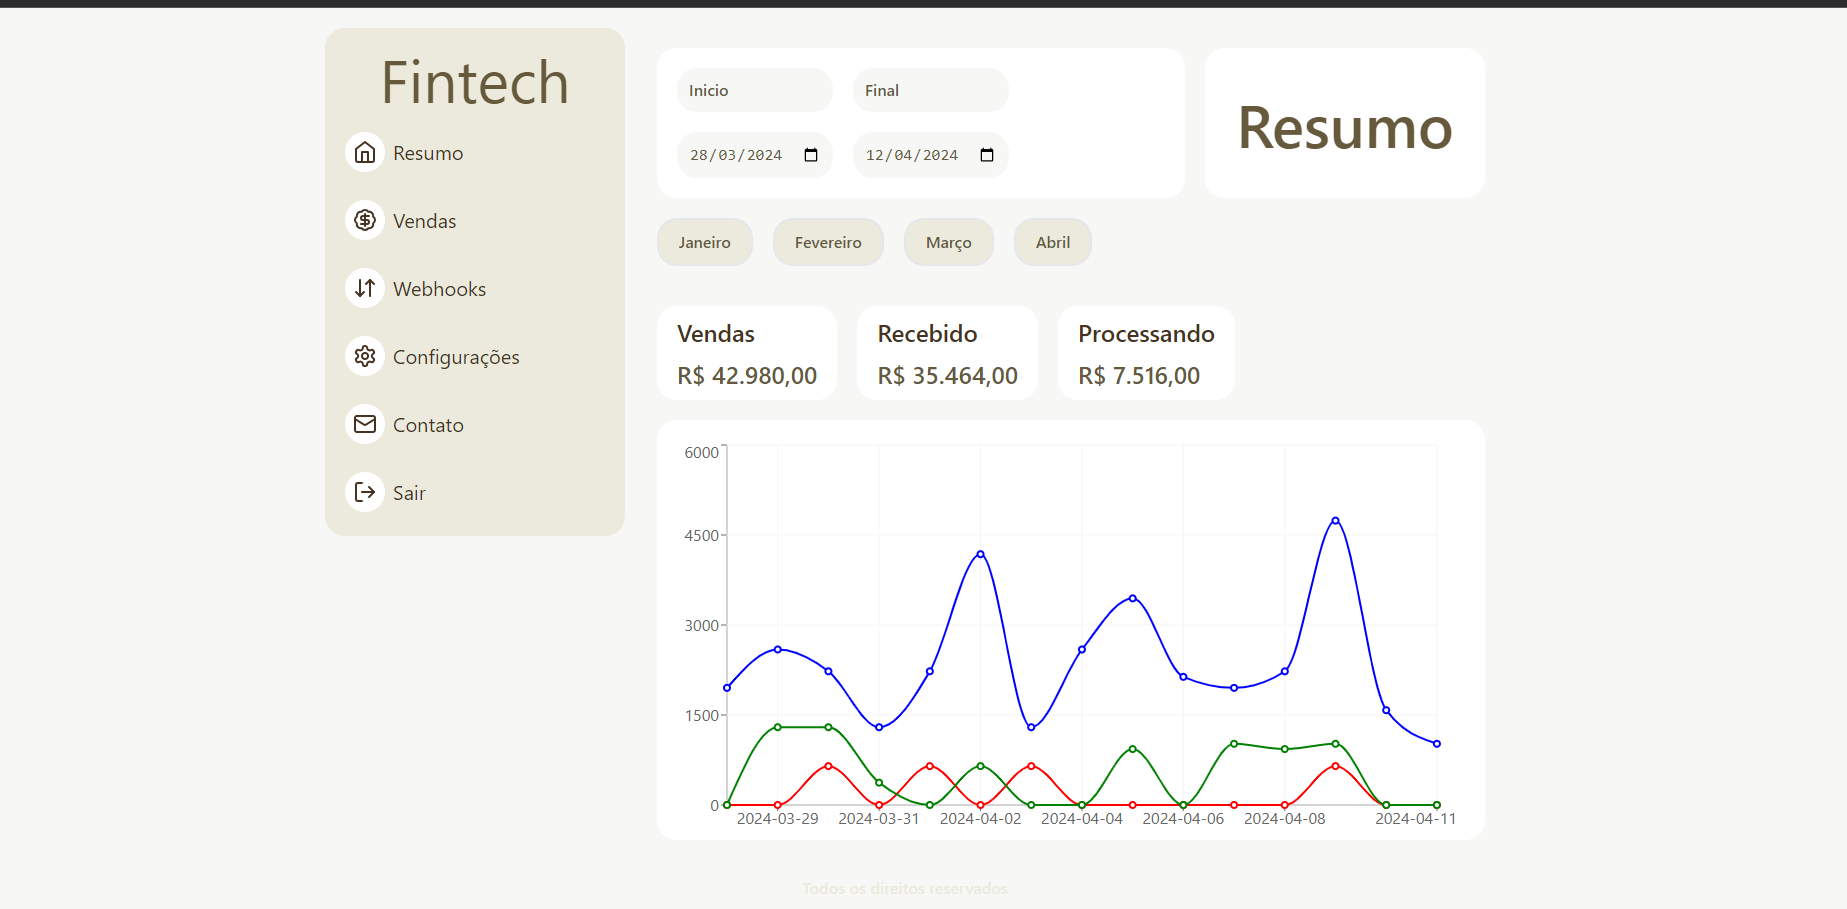 Fintech
Resumo
Vendas
Webhooks
Configurações
Contato
Sair
Inicio
Final
28/03/2024
12/04/2024
Resumo
Janeiro
Fevereiro
Março
Abril
Vendas
R$ 42.980,00
Recebido
R$ 35.464,00
Processando
R$ 7.516,00
6000
4500
3000
1500
0
2024-03-29
2024-03-31
2024-04-02
2024-04-04
2024-04-06
2024-04-08
2024-04-11
Todos os direitos reservados